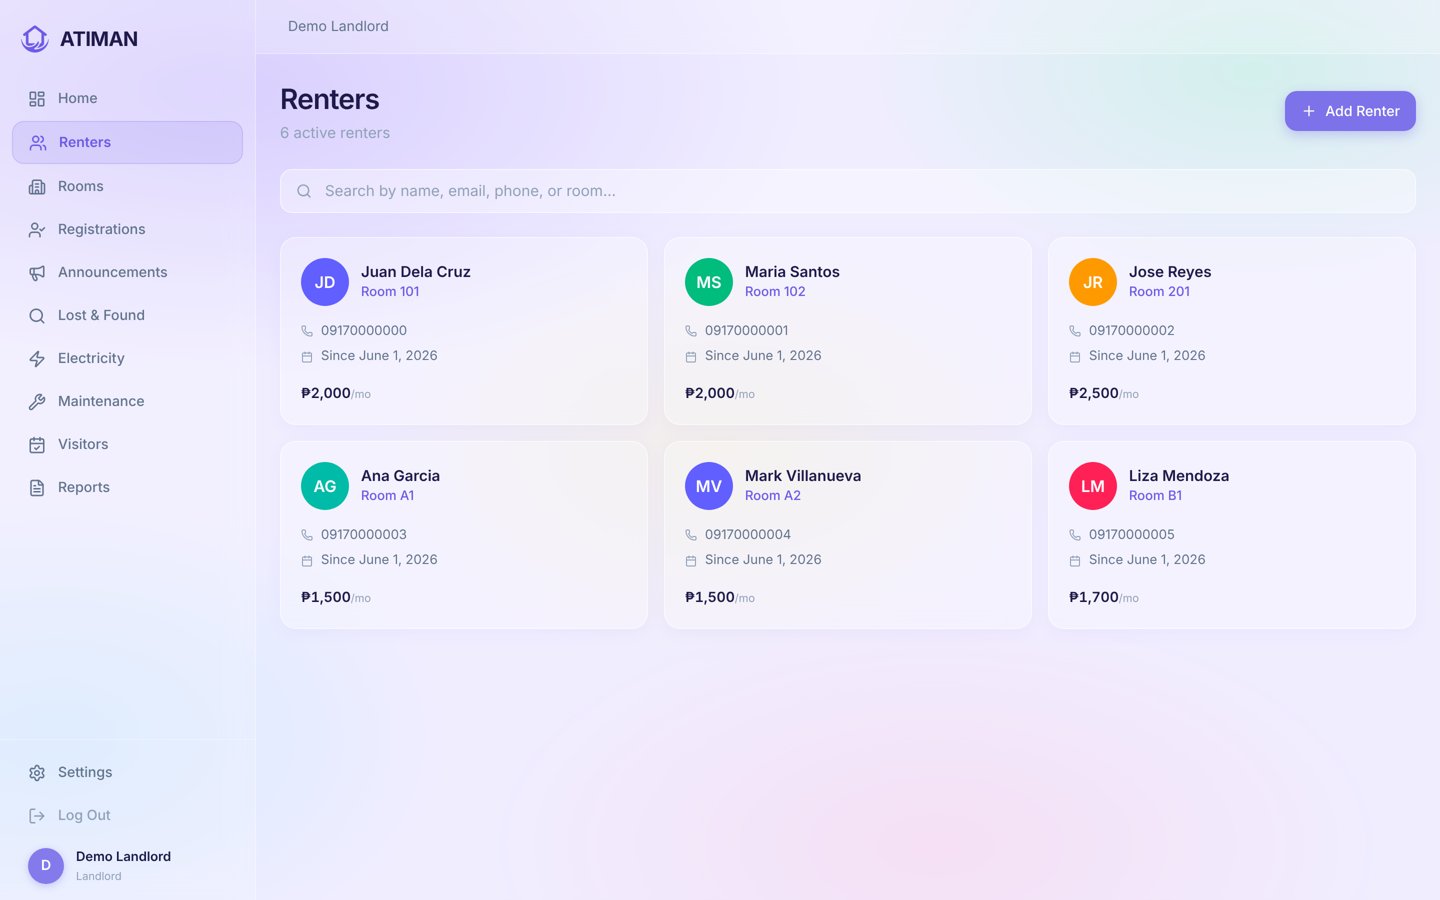 ATIMAN
Home
Renters
Rooms
Registrations
Announcements
Lost & Found
Electricity
Maintenance
Visitors
Reports
Settings
Log Out
D
Demo Landlord
Landlord
Demo Landlord
Renters
6 active renters
Add Renter
Search by name, email, phone, or room...
JD
Juan Dela Cruz
Room 101
09170000000
Since June 1, 2026
₱2,000/mo
MS
Maria Santos
Room 102
09170000001
Since June 1, 2026
₱2,000/mo
JR
Jose Reyes
Room 201
09170000002
Since June 1, 2026
₱2,500/mo
AG
Ana Garcia
Room A1
09170000003
Since June 1, 2026
₱1,500/mo
MV
Mark Villanueva
Room A2
09170000004
Since June 1, 2026
₱1,500/mo
LM
Liza Mendoza
Room B1
09170000005
Since June 1, 2026
₱1,700/mo